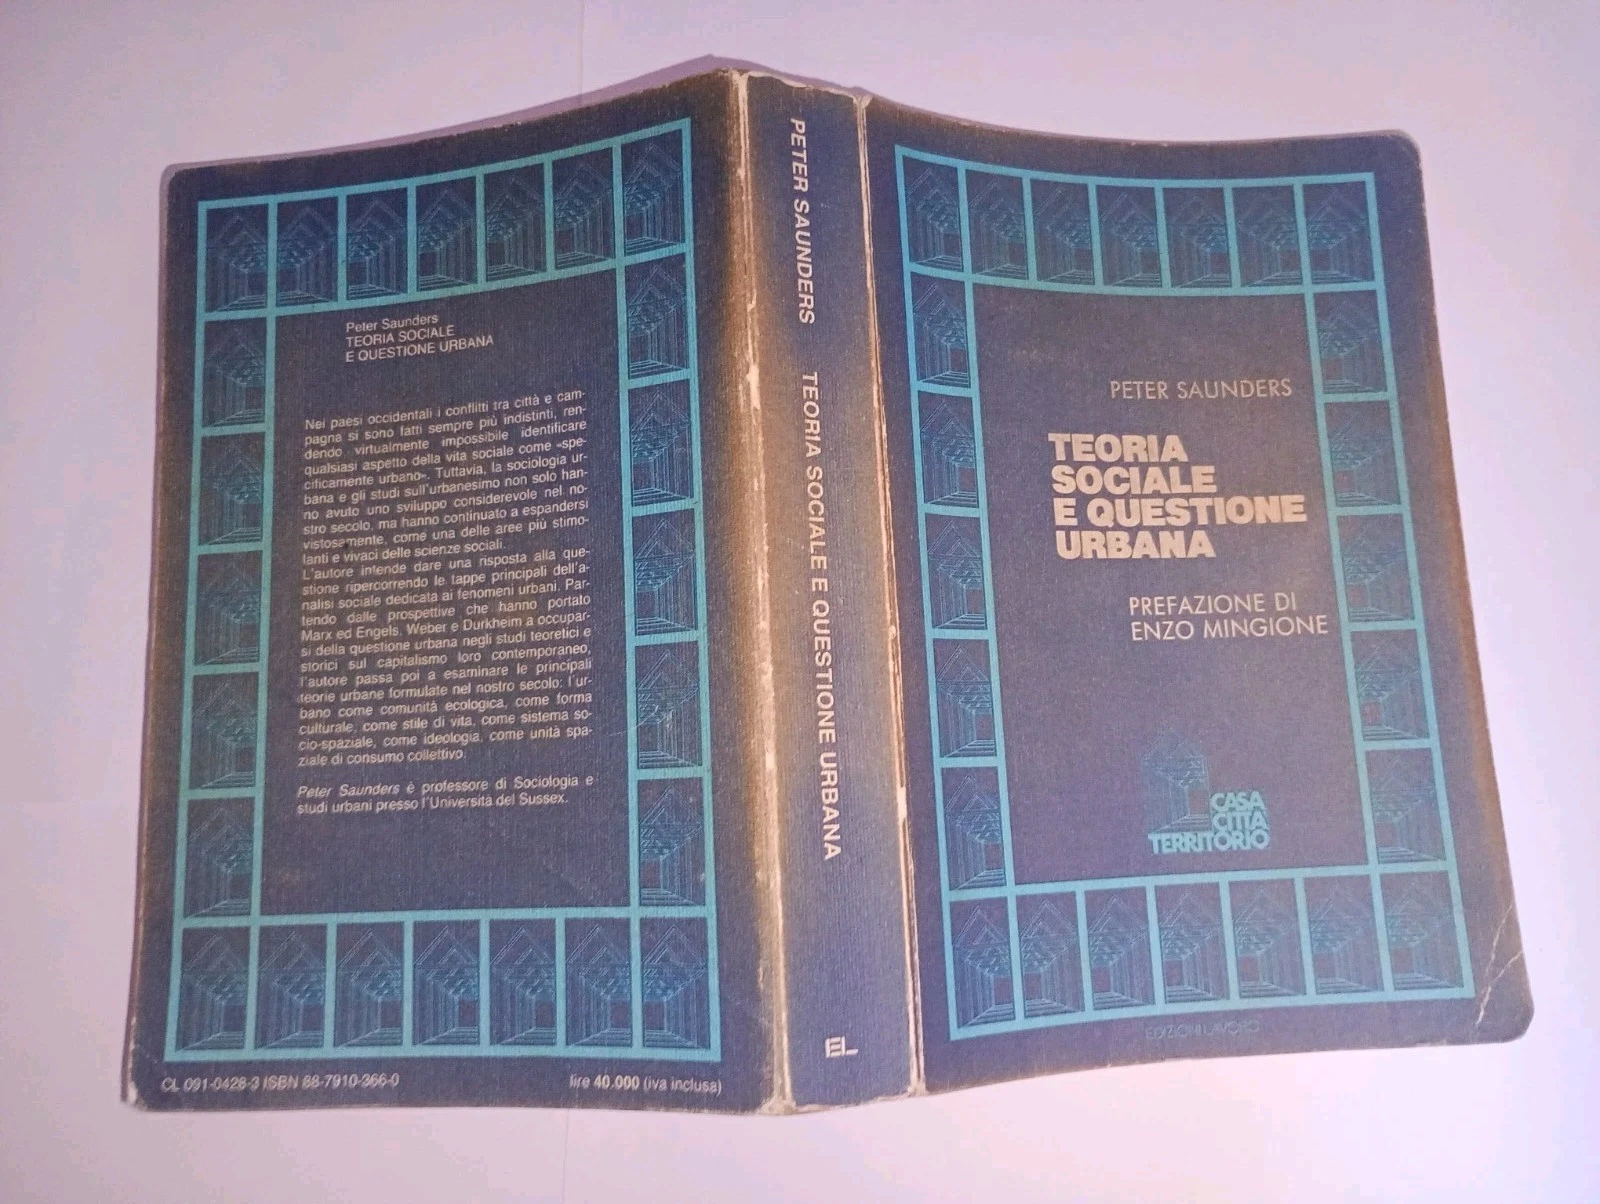 Peter Saunders
TEORIA SOCIALE
E QUESTIONE URBANA
Nei paesi occidentali i conflitti tra città e cam-
pagna si sono fatti sempre più indistinti, ren-
dendo virtualmente impossibile identificare
qualsiasi aspetto della vita sociale come «spe-
cificamente urbano». Tuttavia, la sociologia ur-
bana e gli studi sull'urbanesimo non solo han-
no avuto uno sviluppo considerevole nel no-
stro secolo, ma hanno continuato a espandersi
vistosamente, come una delle aree più stimo-
lanti e vivaci delle scienze sociali.
L'autore intende dare una risposta alla que-
stione ripercorrendo le tappe principali dell'a-
nalisi sociale dedicata ai fenomeni urbani. Par-
tendo dalle prospettive che hanno portato
Marx ed Engels, Weber e Durkheim a occupar-
si della questione urbana negli studi teoretici e
storici sul capitalismo loro contemporaneo,
l'autore passa poi a esaminare le principali
teorie urbane formulate nel nostro secolo: l'ur-
bano come comunità ecologica, come forma
culturale, come stile di vita, come sistema so-
cio-spaziale, come ideologia, come unità spa-
ziale di consumo collettivo.
Peter Saunders è professore di Sociologia e
studi urbani presso l'Università del Sussex.
CL 091-0428-3 ISBN 88-7910-366-0
lire 40.000 (iva inclusa)
PETER SAUNDERS TEORIA SOCIALE E QUESTIONE URBANA
EL
PETER SAUNDERS
TEORIA
SOCIALE
E QUESTIONE
URBANA
PREFAZIONE DI
ENZO MINGIONE
CASA
CITTÀ
TERRITORIO
EDIZIONI LAVORO